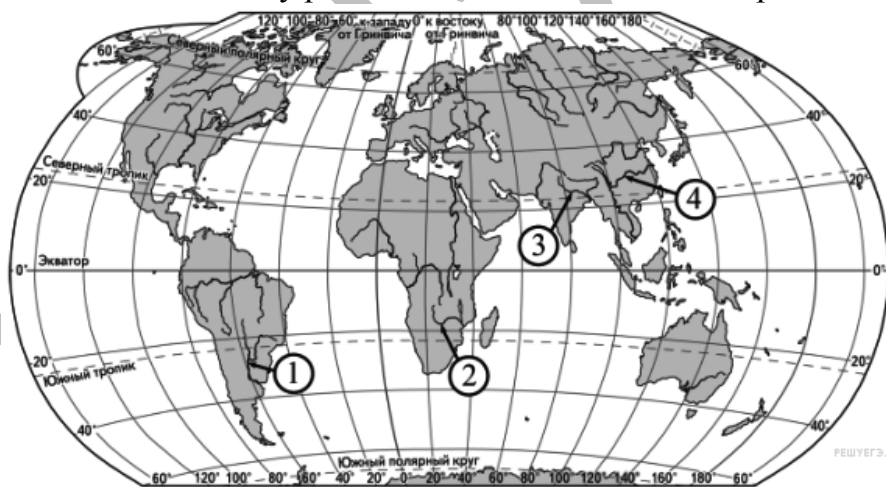 120° 100° 80° 60° к западу 0° к востоку 80° 100° 120° 140° 160° 180°
от Гринвича от Гринвича
Северный полярный круг
60° 60°
40° 40°
Северный тропик
20° 20°
4
3
Экватор
0° 0°
20° 20°
Южный тропик
1
2
40° 40°
РЕШУЕГЭ.
Южный полярный круг
60° 120° 100° 80° 60° 40° 20° 0° 20° 40° 60° 80° 100° 120° 140° 160° 60°